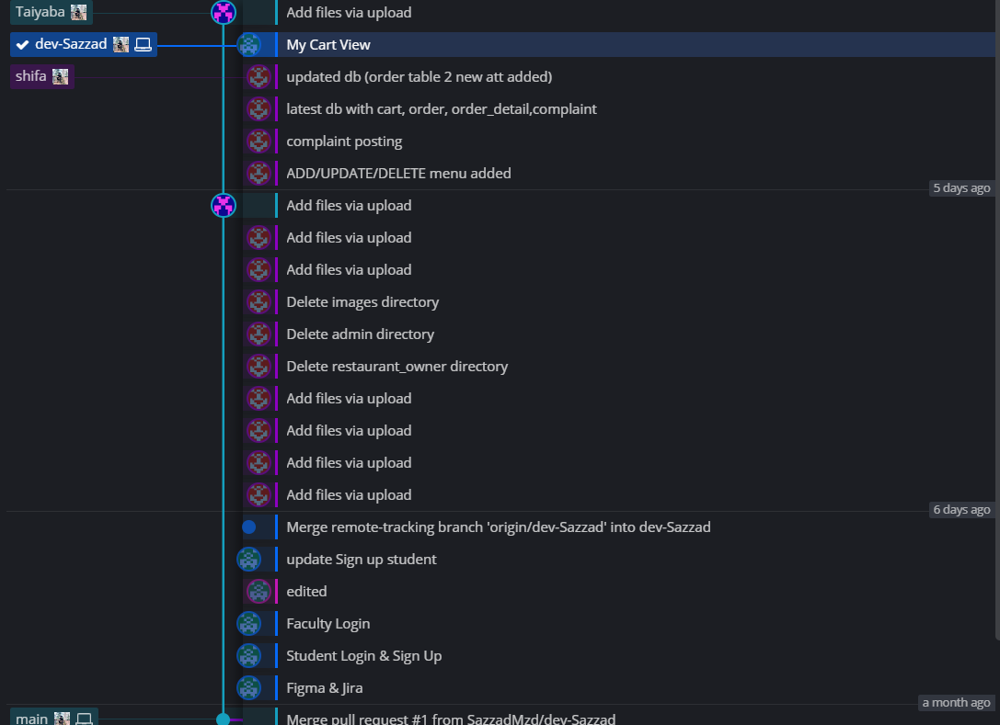 Taiyaba Add files via upload
dev-Sazzad My Cart View
shifa updated db (order table 2 new att added)
latest db with cart, order, order_detail,complaint
complaint posting
ADD/UPDATE/DELETE menu added
5 days ago
Add files via upload
Add files via upload
Add files via upload
Delete images directory
Delete admin directory
Delete restaurant_owner directory
Add files via upload
Add files via upload
Add files via upload
Add files via upload
6 days ago
Merge remote-tracking branch 'origin/dev-Sazzad' into dev-Sazzad
update Sign up student
edited
Faculty Login
Student Login & Sign Up
Figma & Jira
a month ago
main Merge pull request #1 from SazzadMzd/dev-Sazzad